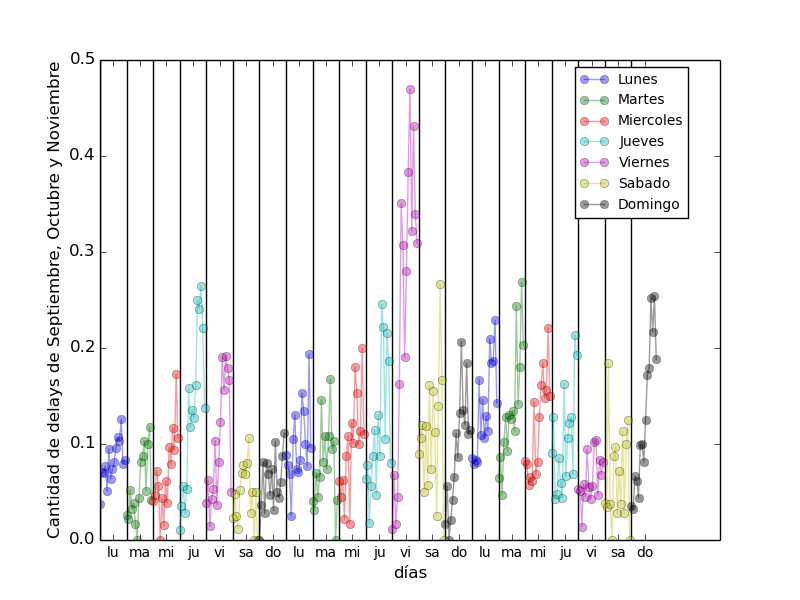 Cantidad de delays de Septiembre, Octubre y Noviembre
0.5
0.4
0.3
0.2
0.1
0.0
Lunes
Martes
Miercoles
Jueves
Viernes
Sabado
Domingo
lu ma mi ju vi sa do lu ma mi ju vi sa do lu ma mi ju vi sa do
días